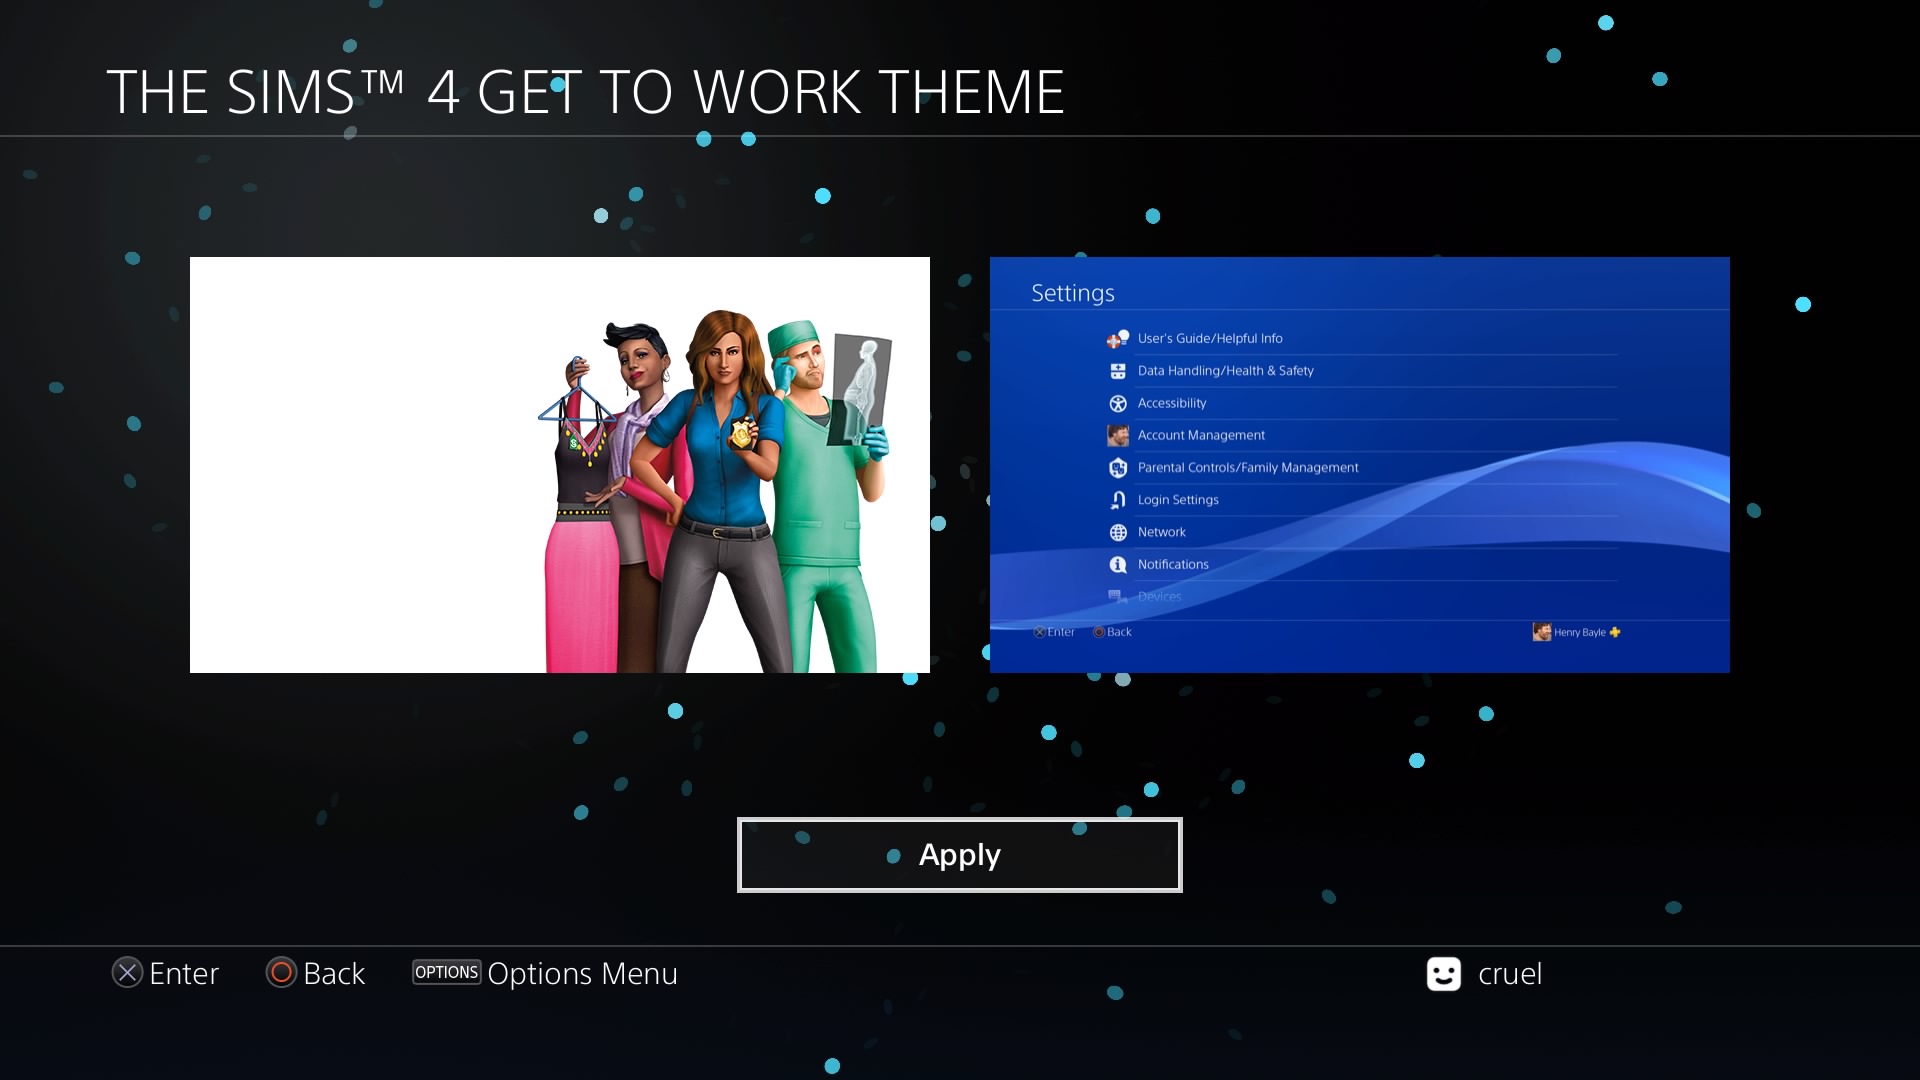 THE SIMS™ 4 GET TO WORK THEME
Settings
User's Guide/Helpful Info
Data Handling/Health & Safety
Accessibility
Account Management
Parental Controls/Family Management
Login Settings
Network
Notifications
Devices
Enter Back Henry Bayle
Apply
Enter Back OPTIONS Options Menu cruel